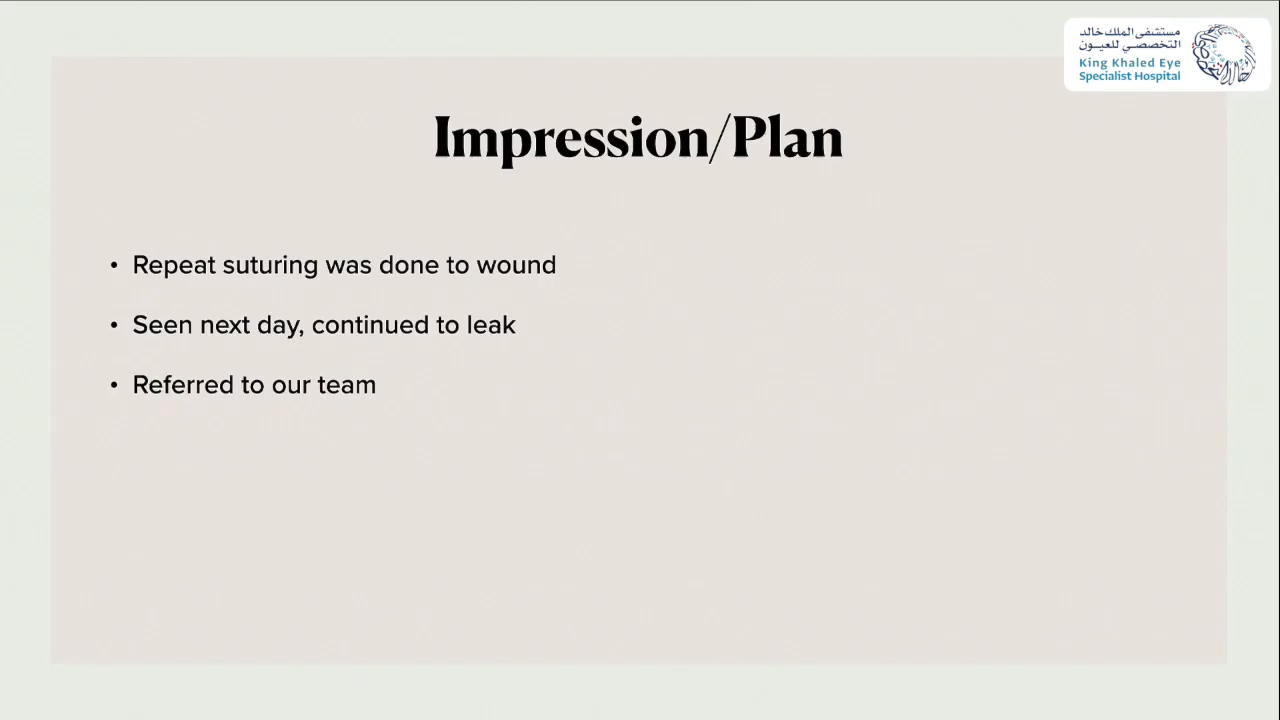 مستشفى الملك خالد
التخصصي للعيون
King Khaled Eye
Specialist Hospital
Impression/Plan
• Repeat suturing was done to wound
• Seen next day, continued to leak
• Referred to our team